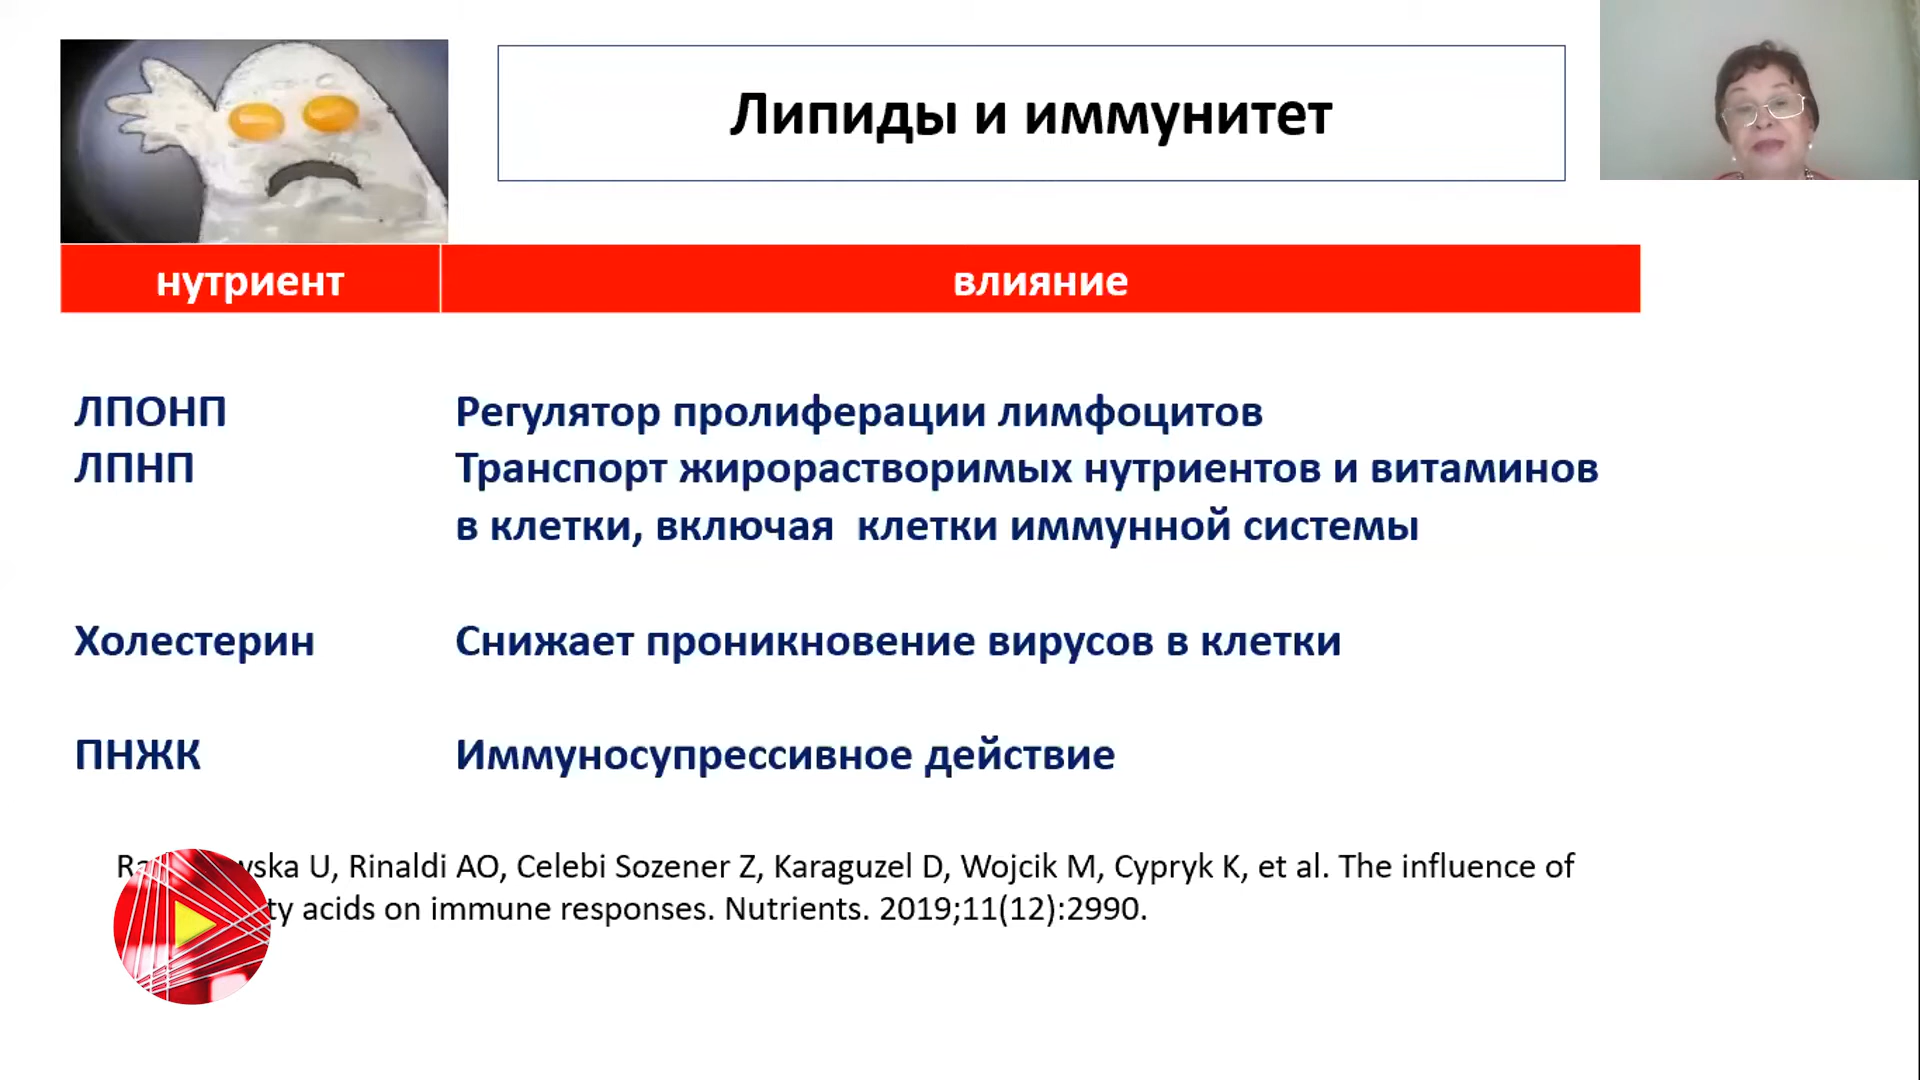 Липиды и иммунитет
нутриент влияние
ЛПОНП Регулятор пролиферации лимфоцитов
ЛПНП Транспорт жирорастворимых нутриентов и витаминов
в клетки, включая клетки иммунной системы
Холестерин Снижает проникновение вирусов в клетки
ПНЖК Иммуносупрессивное действие
U, Rinaldi AO, Celebi Sozener Z, Karaguzel D, Wojcik M, Cypryk K, et al. The influence of
acids on immune responses. Nutrients. 2019;11(12):2990.